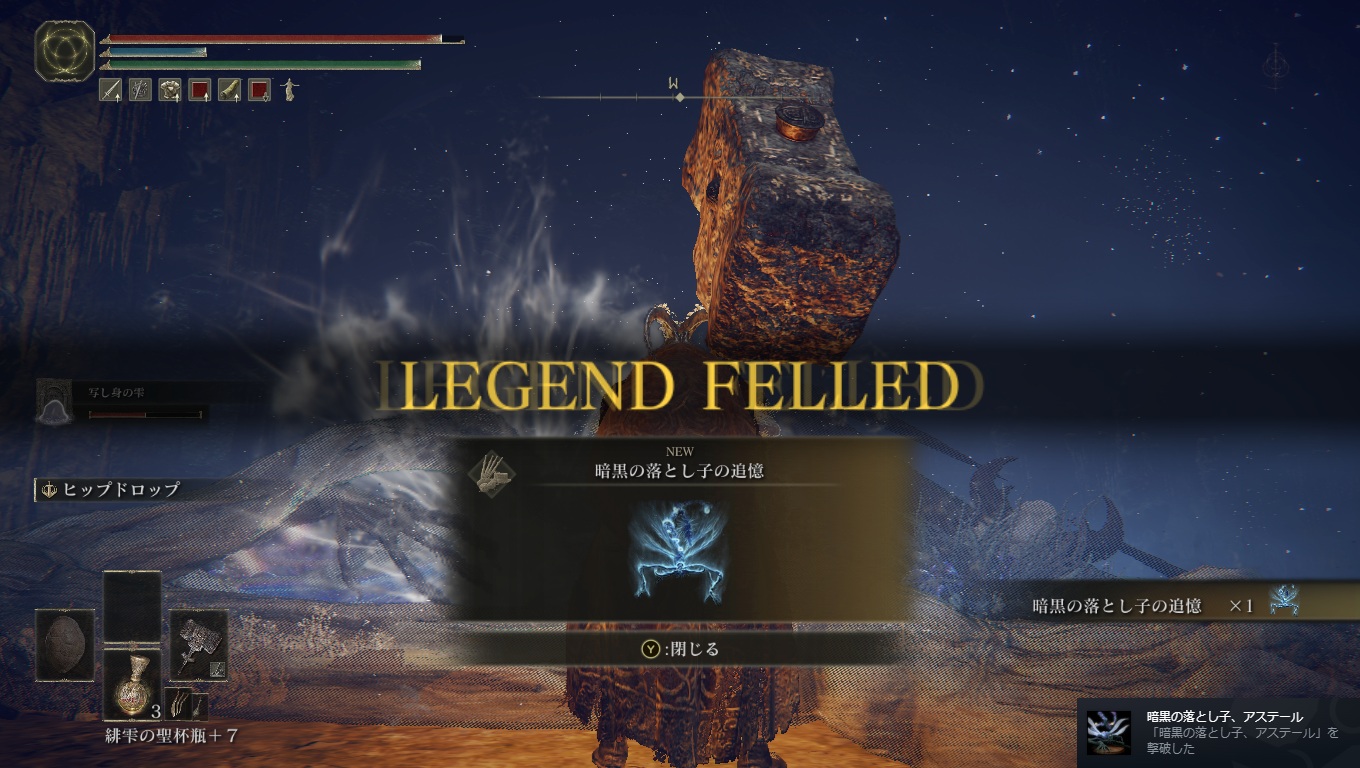 W
LEGEND FELLED
写し身の雫
NEW
暗黒の落とし子の追憶
ヒップドロップ
暗黒の落とし子の追憶 ×1
Y:閉じる
3
緋雫の聖杯瓶+7
暗黒の落とし子、アステール
「暗黒の落とし子、アステール」を
撃破した